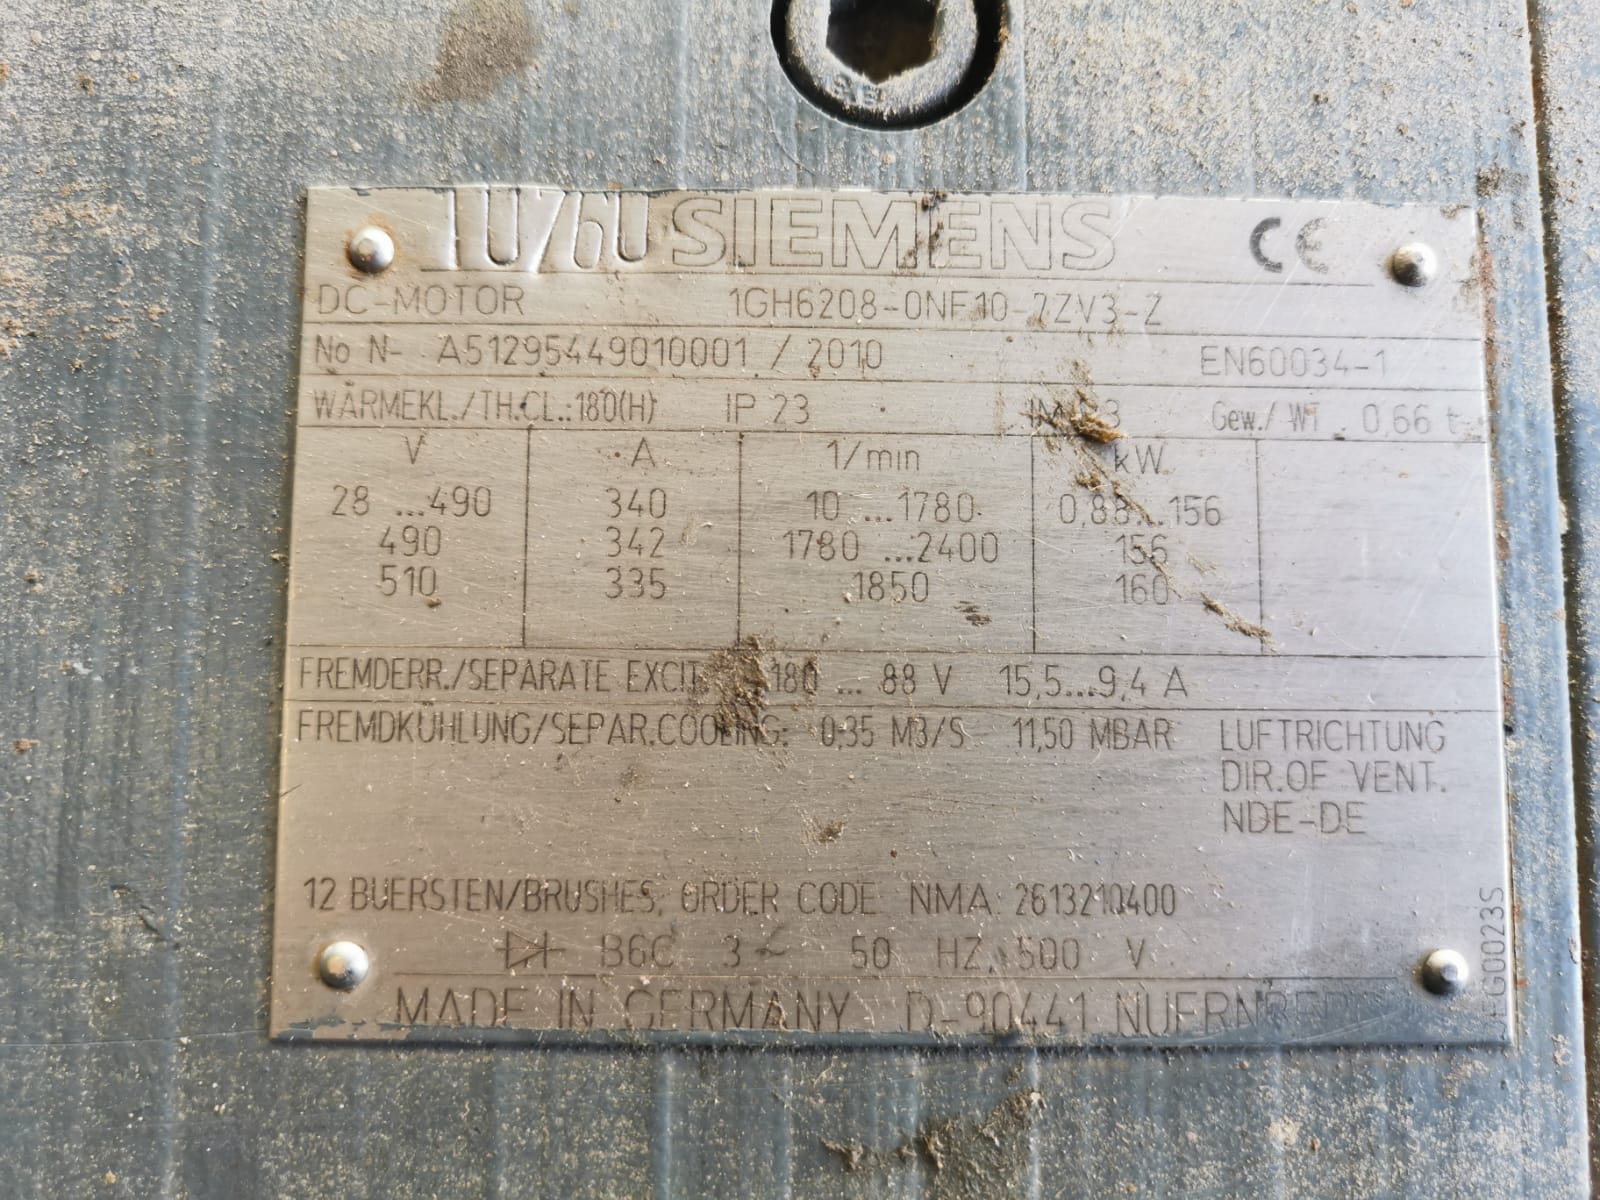 10760 SIEMENS CE
DC-MOTOR 1GH6208-0NF10-7ZV3-Z
No N- A51295449010001 / 2010 EN60034-1
WÄRMEKL./TH.CL.:180(H) IP 23 Gew./ WT . 0,66 t
V A 1/min kW
28 ...490 340 10 ...1780 0,88...156
490 342 1780 ...2400 156
510 335 1850 160
FREMDERR./SEPARATE EXCIT. 180 ... 88 V 15,5...9,4 A
FREMDKÜHLUNG/SEPAR.COOLING: 0,35 M3/S 11,50 MBAR LUFTRICHTUNG
DIR.OF VENT.
NDE-DE
12 BUERSTEN/BRUSHES, ORDER CODE NMA: 2613210400
B6C 3~ 50 HZ, 500 V
MADE IN GERMANY D-90441 NUERNBERG